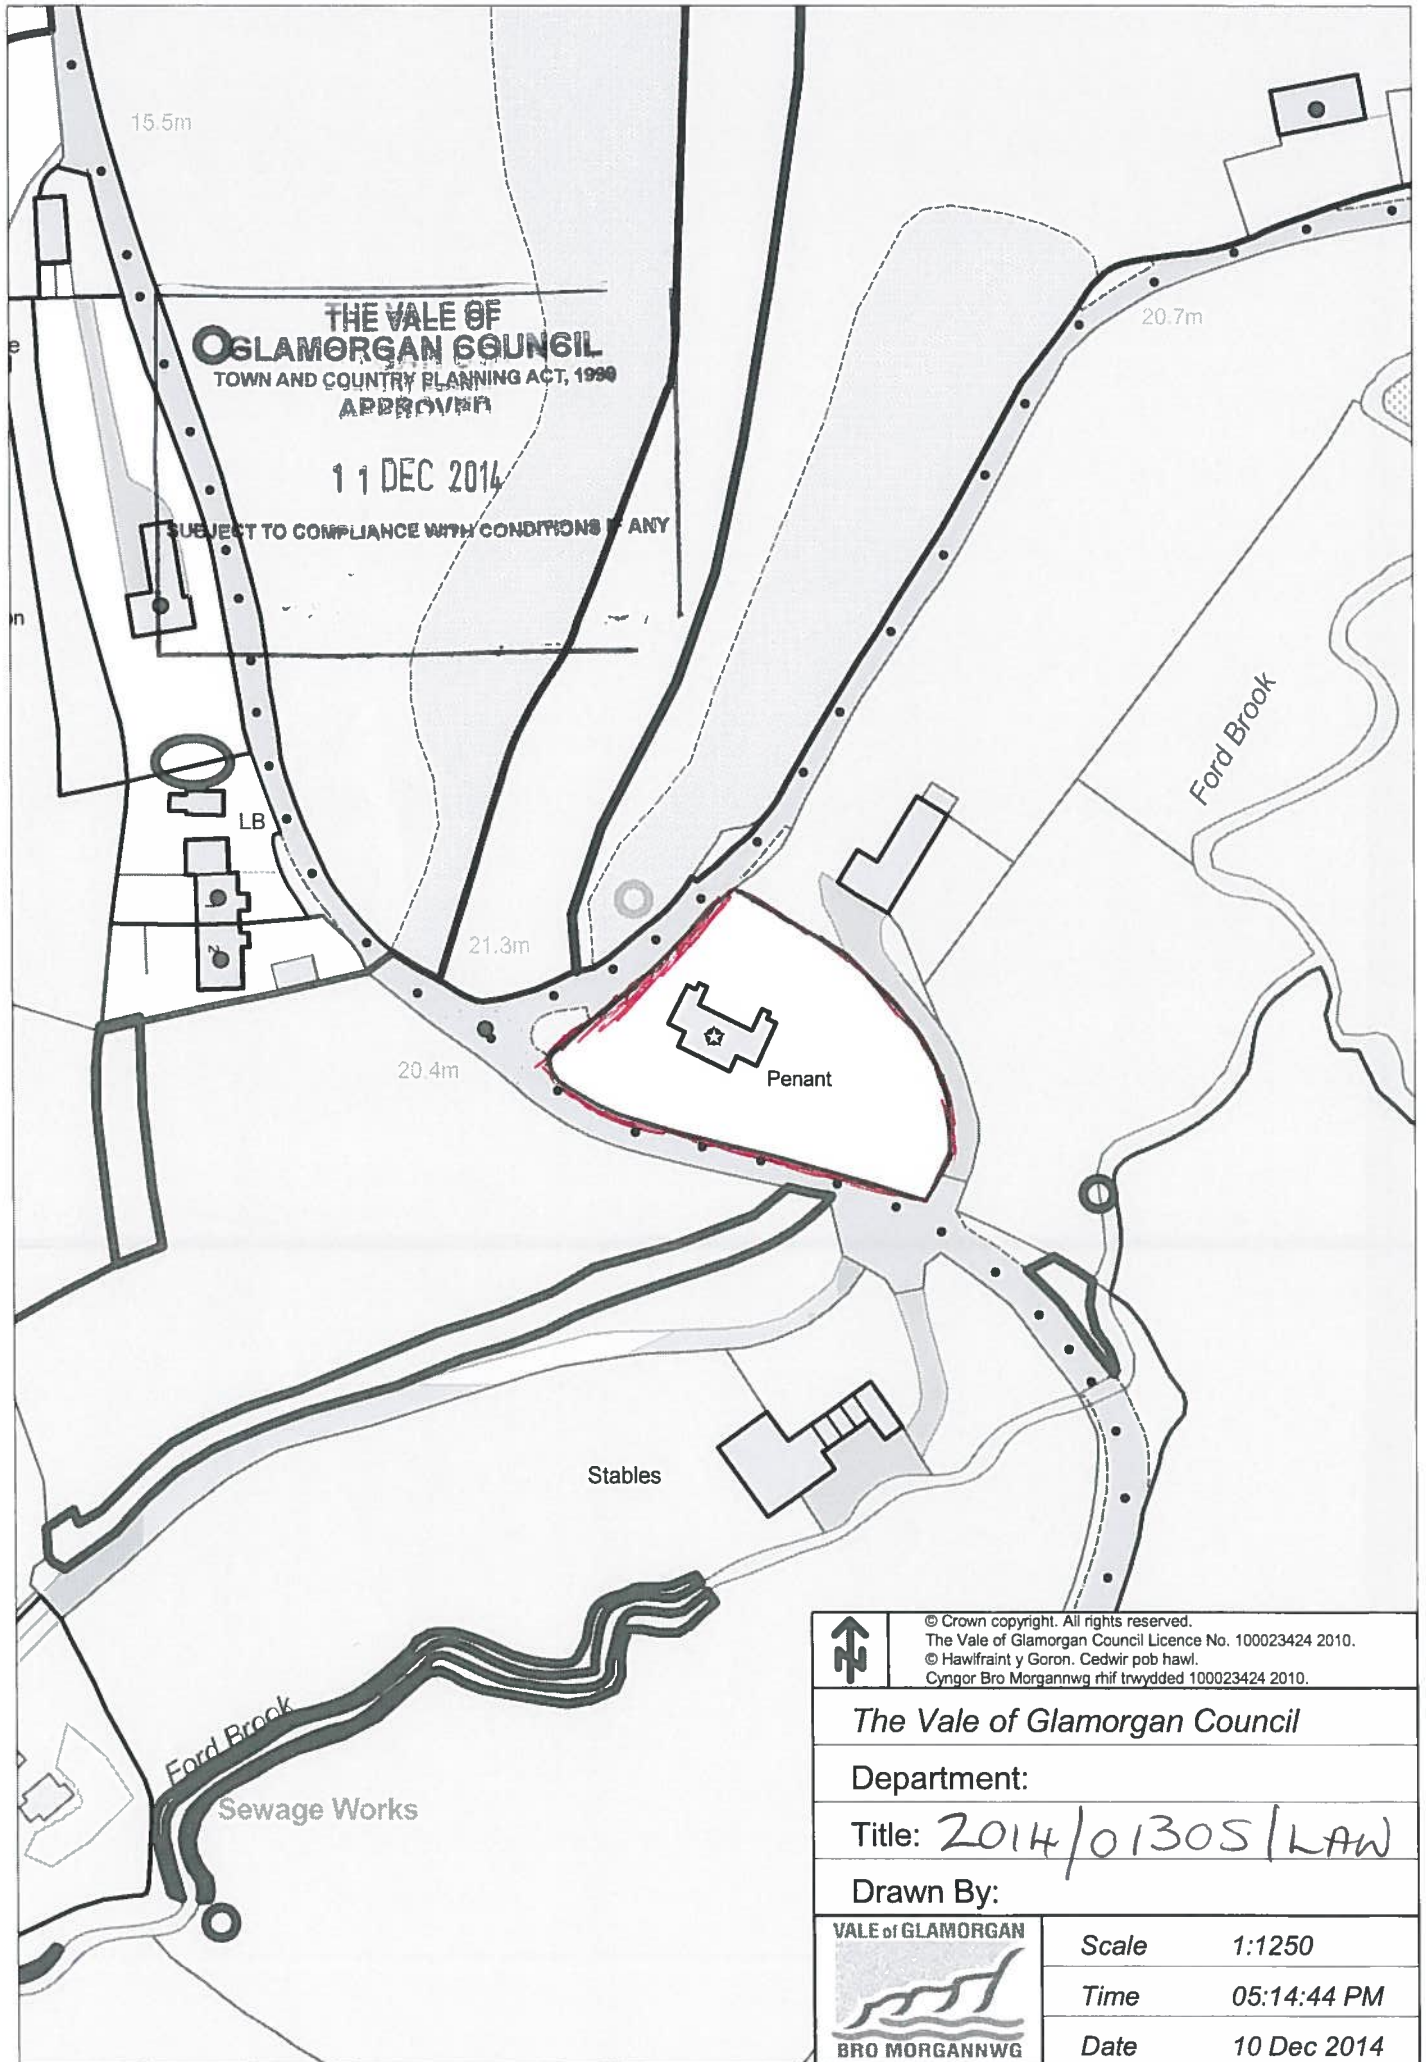 15.5m
THE VALE OF
GLAMORGAN COUNCIL
TOWN AND COUNTRY PLANNING ACT, 1990
APPROVED
11 DEC 2014
SUBJECT TO COMPLIANCE WITH CONDITIONS IF ANY
20.7m
Ford Brook
LB
1
2
21.3m
20.4m
Penant
Stables
Ford Brook
Sewage Works
N
© Crown copyright. All rights reserved.
The Vale of Glamorgan Council Licence No. 100023424 2010.
© Hawlfraint y Goron. Cedwir pob hawl.
Cyngor Bro Morgannwg rhif trwydded 100023424 2010.
The Vale of Glamorgan Council
Department:
Title: 2014/01305/LAW
Drawn By:
VALE of GLAMORGAN
BRO MORGANNWG
Scale 1:1250
Time 05:14:44 PM
Date 10 Dec 2014